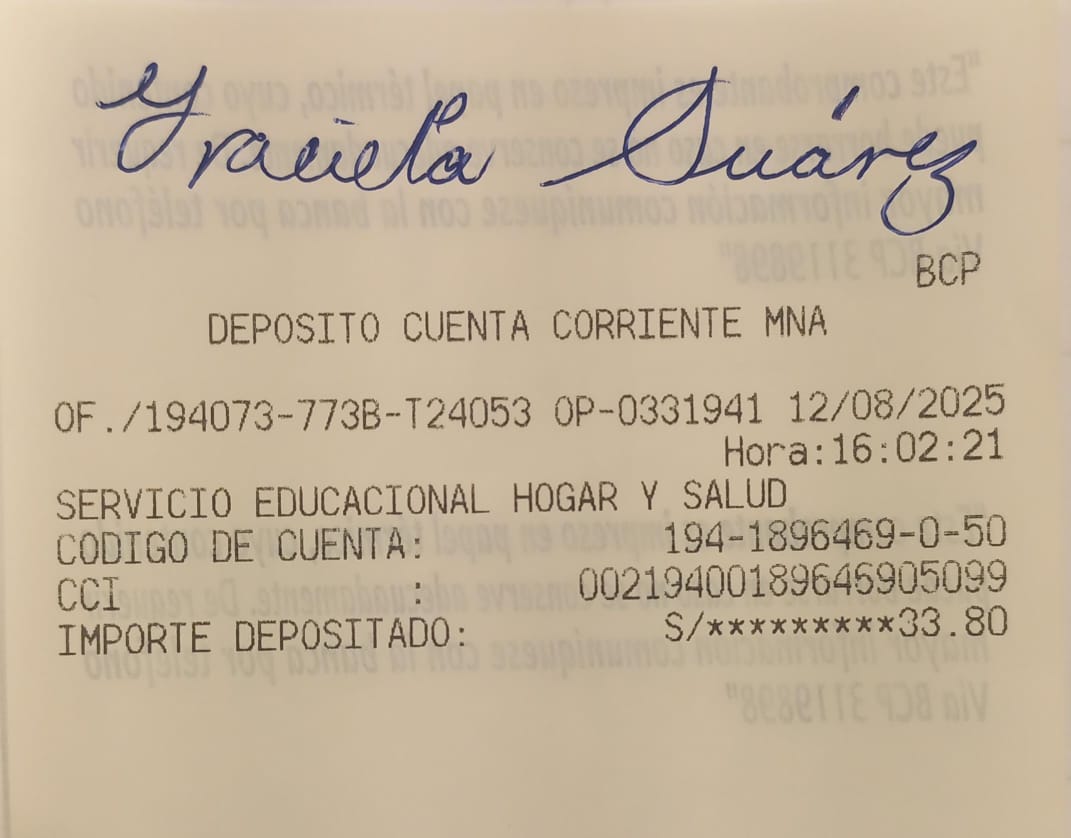 Graciela Suárez
BCP
DEPOSITO CUENTA CORRIENTE MNA
OF./194073-773B-T24053 OP-0331941 12/08/2025
Hora:16:02:21
SERVICIO EDUCACIONAL HOGAR Y SALUD
CODIGO DE CUENTA: 194-1896469-0-50
CCI : 00219400189646905099
IMPORTE DEPOSITADO: S/*********33.80